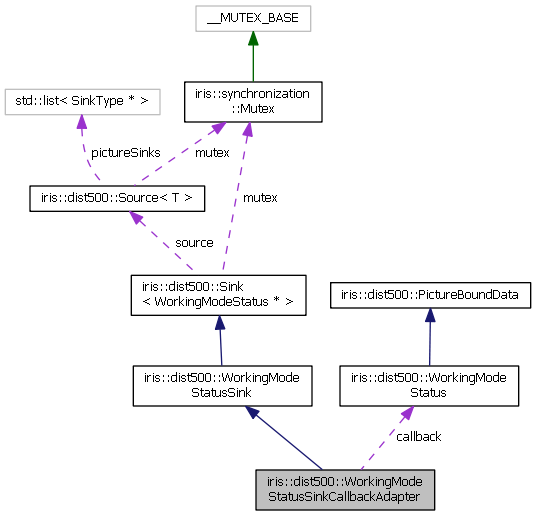 __MUTEX_BASE
std::list< SinkType * >
iris::synchronization
::Mutex
pictureSinks
mutex
iris::dist500::Source< T >
mutex
source
iris::dist500::Sink
< WorkingModeStatus * >
iris::dist500::PictureBoundData
iris::dist500::WorkingMode
StatusSink
iris::dist500::WorkingMode
Status
callback
iris::dist500::WorkingMode
StatusSinkCallbackAdapter